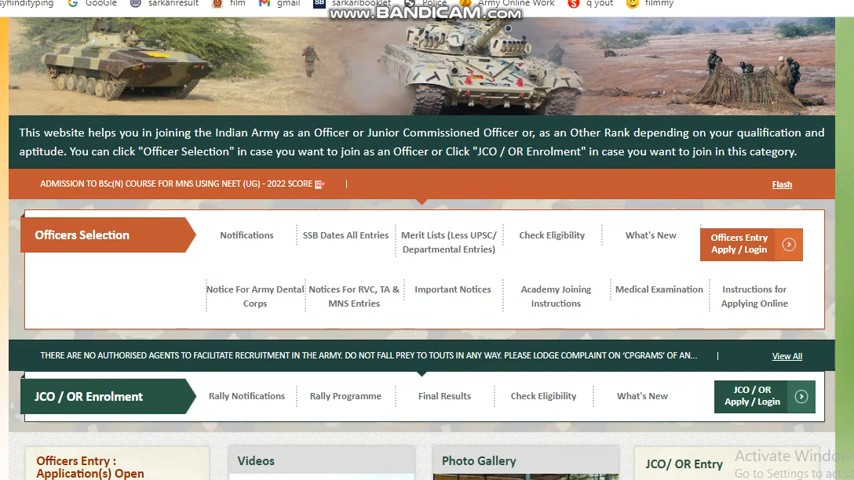 syhindityping GooGle sarkariresult film gmail sarkaribooklet Police Army Online Work q yout filmmy
www.BANDICAM.com
This website helps you in joining the Indian Army as an Officer or Junior Commissioned Officer or, as an Other Rank depending on your qualification and
aptitude. You can click "Officer Selection" in case you want to join as an Officer or Click "JCO / OR Enrolment" in case you want to join in this category.
ADMISSION TO BSc(N) COURSE FOR MNS USING NEET (UG) - 2022 SCORE | Flash
Officers Selection
Notifications
SSB Dates All Entries
Merit Lists (Less UPSC/
Departmental Entries)
Check Eligibility
What's New
Officers Entry
Apply / Login
Notice For Army Dental
Corps
Notices For RVC, TA &
MNS Entries
Important Notices
Academy Joining
Instructions
Medical Examination
Instructions for
Applying Online
THERE ARE NO AUTHORISED AGENTS TO FACILITATE RECRUITMENT IN THE ARMY. DO NOT FALL PREY TO TOUTS IN ANY WAY. PLEASE LODGE COMPLAINT ON 'CPGRAMS' OF AN... | View All
JCO / OR Enrolment
Rally Notifications
Rally Programme
Final Results
Check Eligibility
What's New
JCO / OR
Apply / Login
Officers Entry :
Application(s) Open
Videos
Photo Gallery
JCO/ OR Entry
Activate Window
Go to Settings to activ